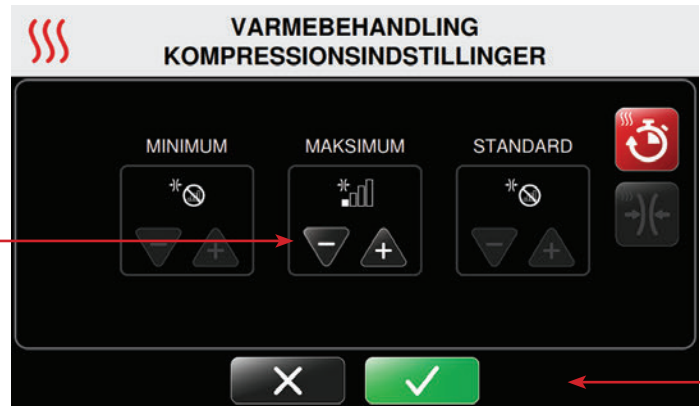 VARMEBEHANDLING
KOMPRESSIONSINDSTILLINGER
MINIMUM MAKSIMUM STANDARD